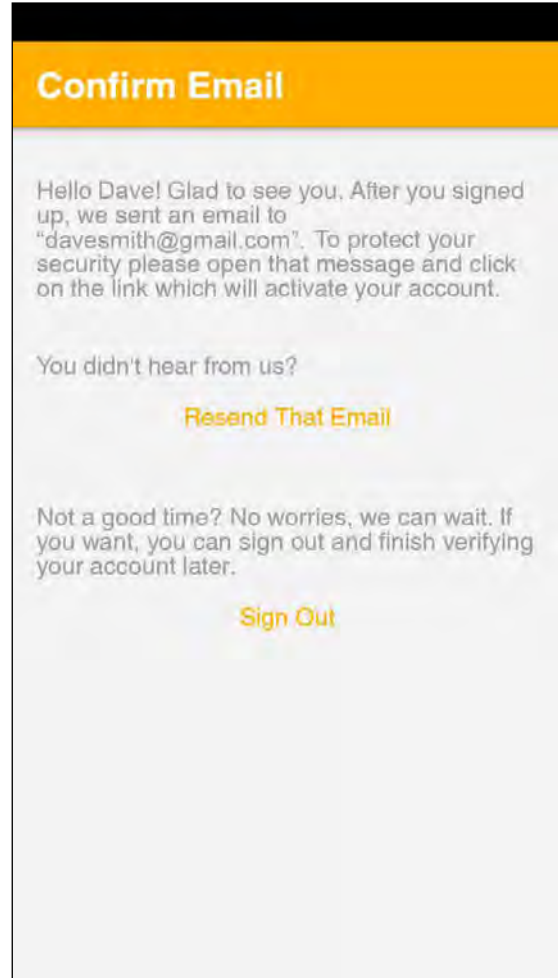 Confirm Email
Hello Dave! Glad to see you. After you signed
up, we sent an email to
“davesmith@gmail.com”. To protect your
security please open that message and click
on the link which will activate your account.
You didn't hear from us?
Resend That Email
Not a good time? No worries, we can wait. If
you want, you can sign out and finish verifying
your account later.
Sign Out